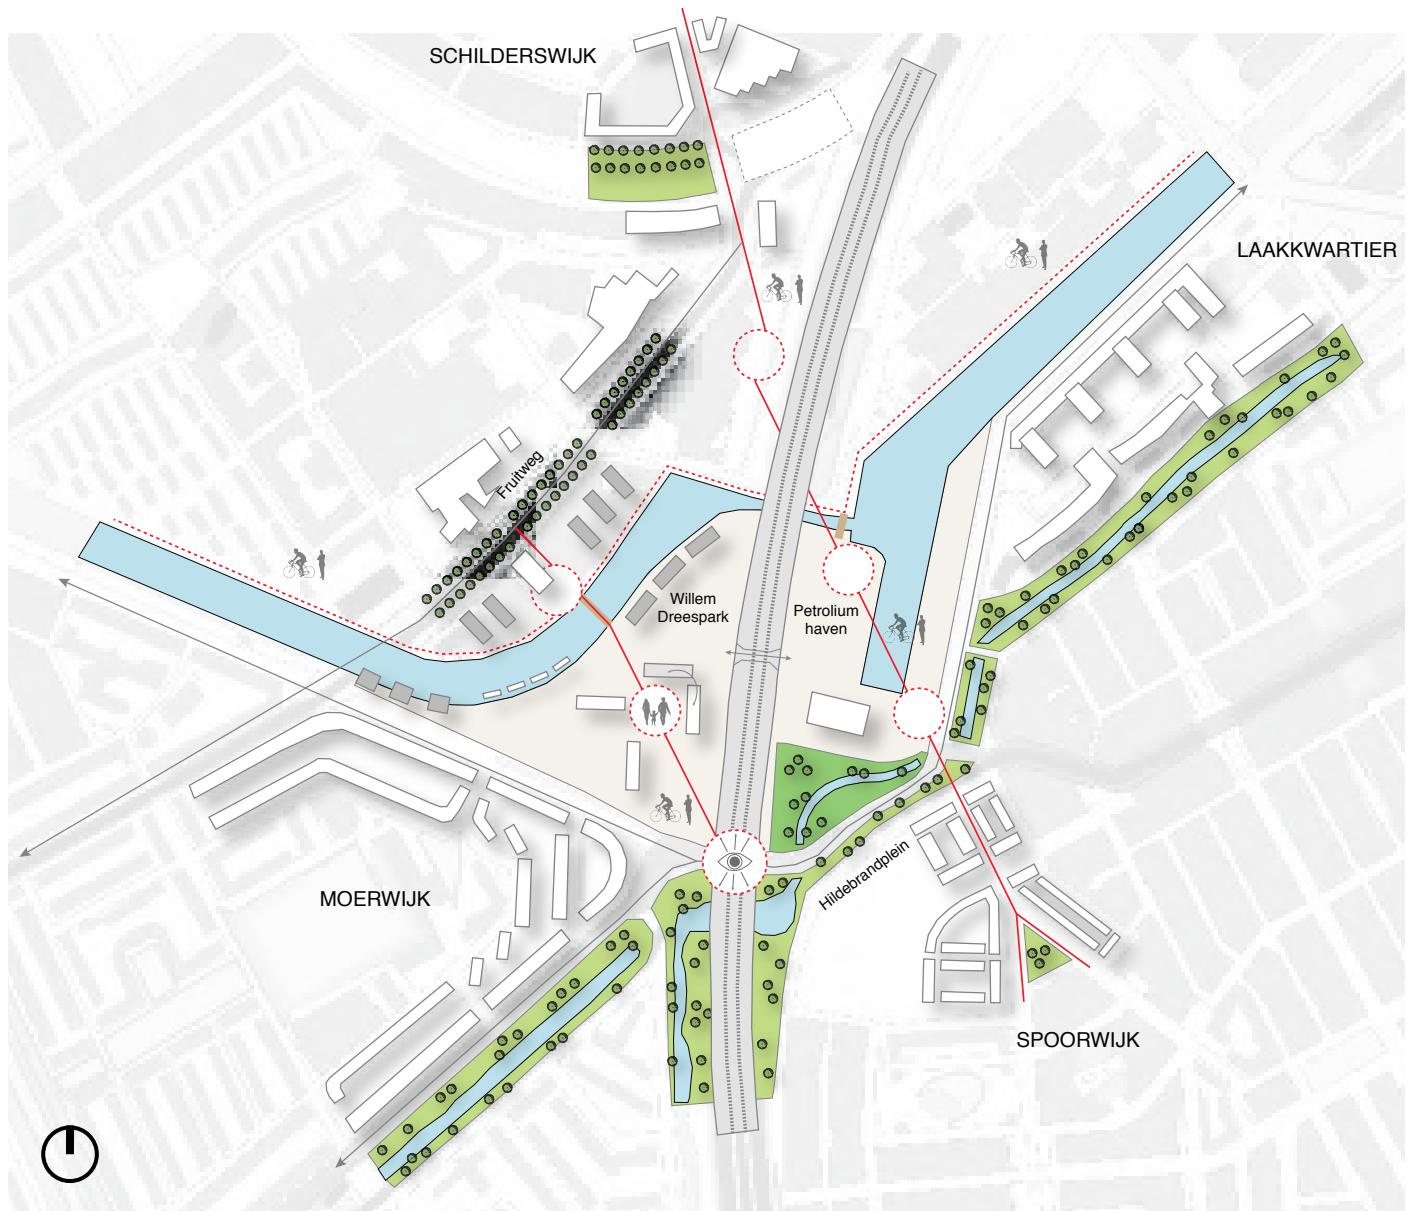 SCHILDERSWIJK
LAAKKWARTIER
Fruitweg
Willem
Dreespark
Petrolium
haven
Hildebrandplein
MOERWIJK
SPOORWIJK